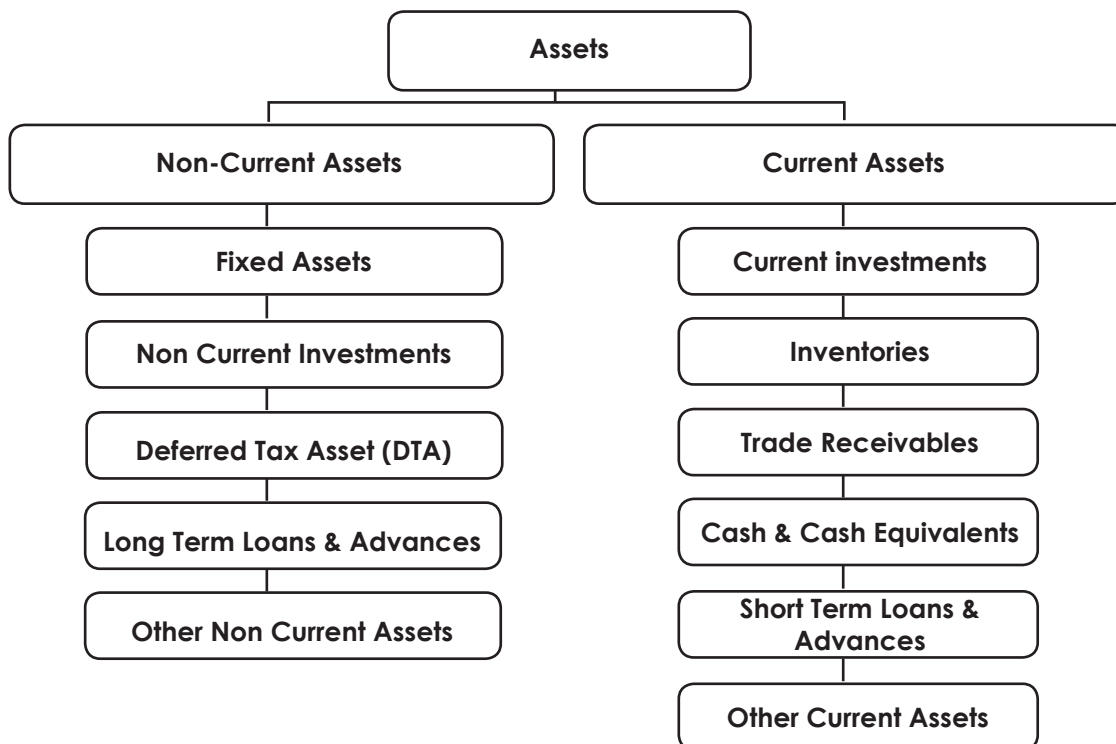 Assets
Non-Current Assets
Current Assets
Fixed Assets
Current investments
Non Current Investments
Inventories
Deferred Tax Asset (DTA)
Trade Receivables
Long Term Loans & Advances
Cash & Cash Equivalents
Other Non Current Assets
Short Term Loans &
Advances
Other Current Assets